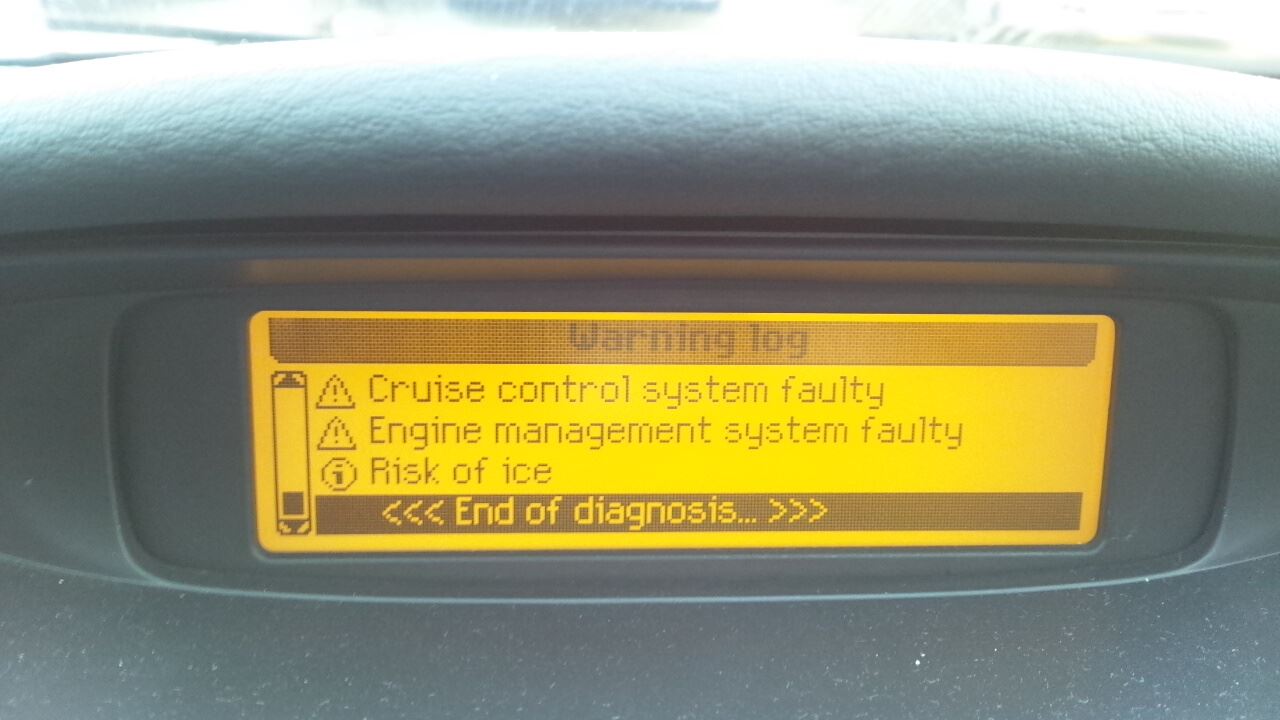 Warning log
Cruise control system faulty
Engine management system faulty
Risk of ice
<<< End of diagnosis... >>>